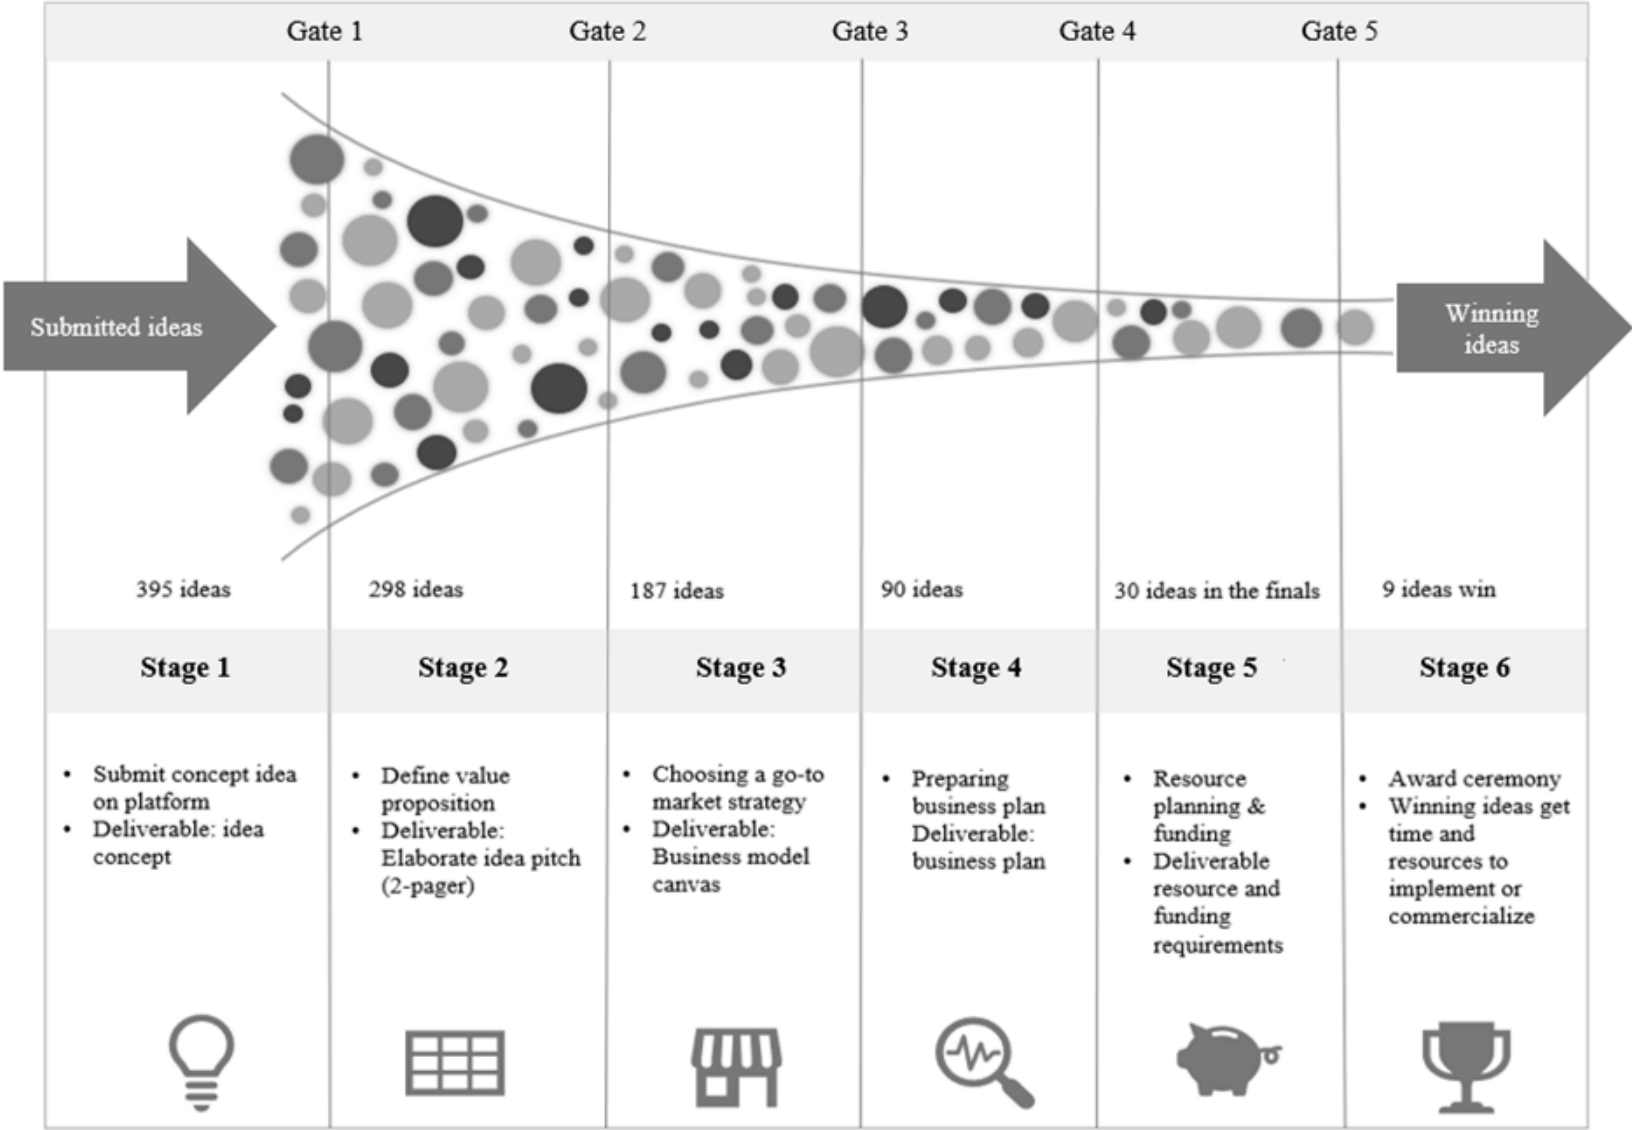 Gate 1
Gate 2
Gate 3
Gate 4
Gate 5
Submitted ideas
Winning
ideas
395 ideas
298 ideas
187 ideas
90 ideas
30 ideas in the finals
9 ideas win
Stage 1
Stage 2
Stage 3
Stage 4
Stage 5
Stage 6
• Submit concept idea
on platform
• Deliverable: idea
concept
• Define value
proposition
• Deliverable:
Elaborate idea pitch
(2-pager)
• Choosing a go-to
market strategy
• Deliverable:
Business model
canvas
• Preparing
business plan
Deliverable:
business plan
• Resource
planning &
funding
• Deliverable
resource and
funding
requirements
• Award ceremony
• Winning ideas get
time and
resources to
implement or
commercialize